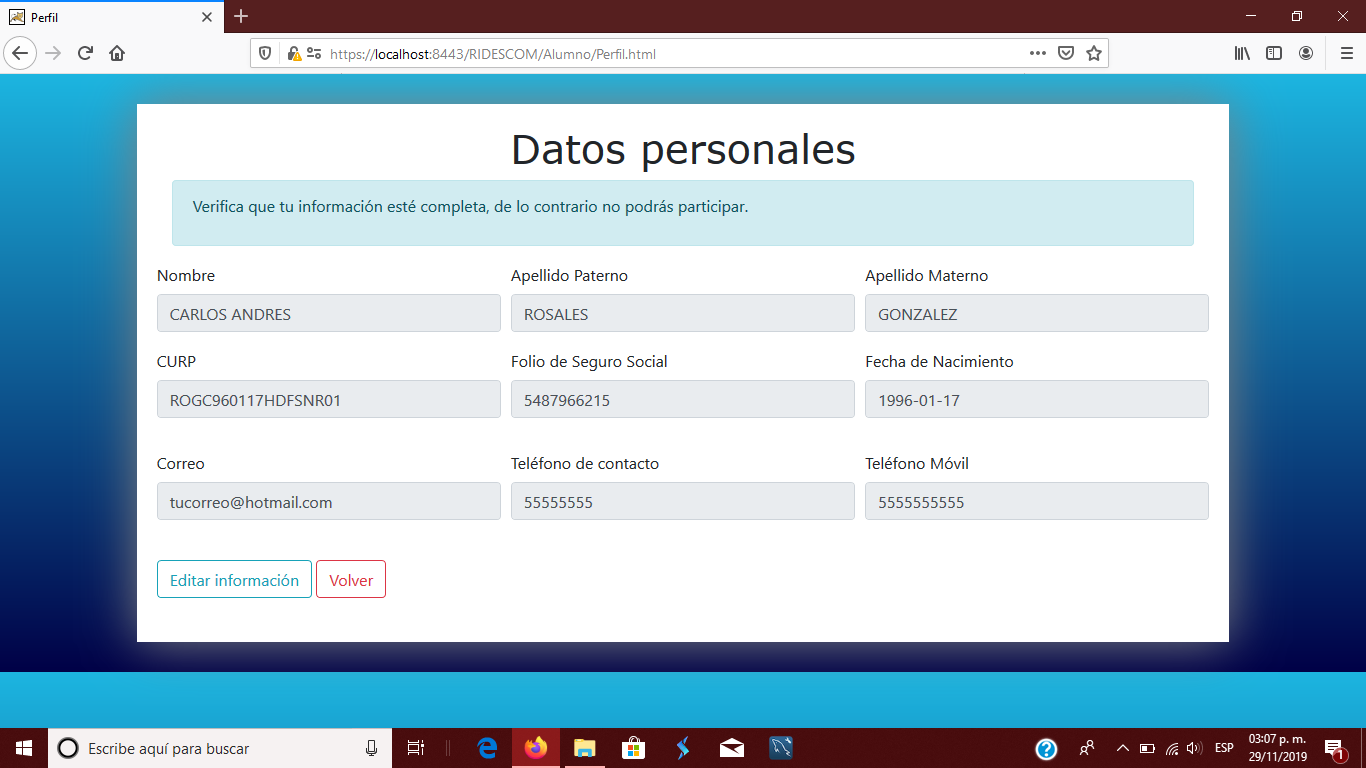 Perfil
https://localhost:8443/RIDESCOM/Alumno/Perfil.html
Datos personales
Verifica que tu información esté completa, de lo contrario no podrás participar.
Nombre Apellido Paterno Apellido Materno
CARLOS ANDRES ROSALES GONZALEZ
CURP Folio de Seguro Social Fecha de Nacimiento
ROGC960117HDFSNR01 5487966215 1996-01-17
Correo Teléfono de contacto Teléfono Móvil
tucorreo@hotmail.com 55555555 5555555555
Editar información Volver
Escribe aquí para buscar
ESP
03:07 p. m.
29/11/2019
1